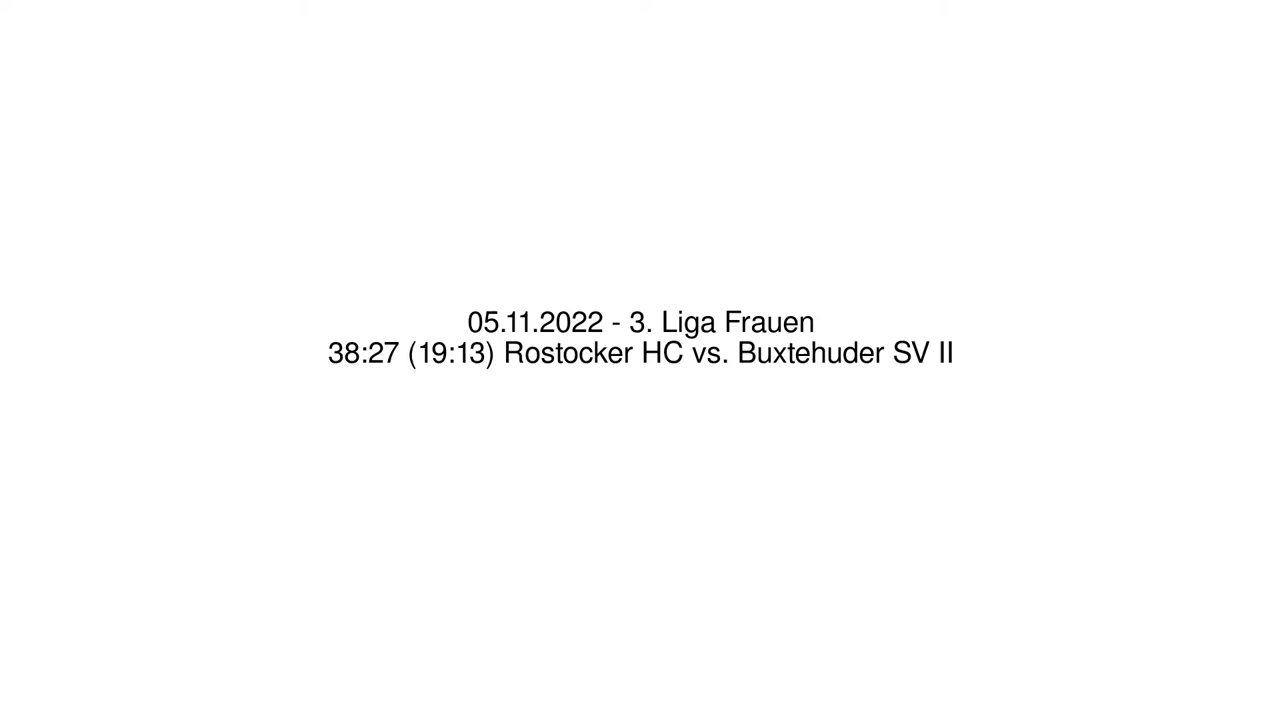 05.11.2022 - 3. Liga Frauen
38:27 (19:13) Rostocker HC vs. Buxtehuder SV II